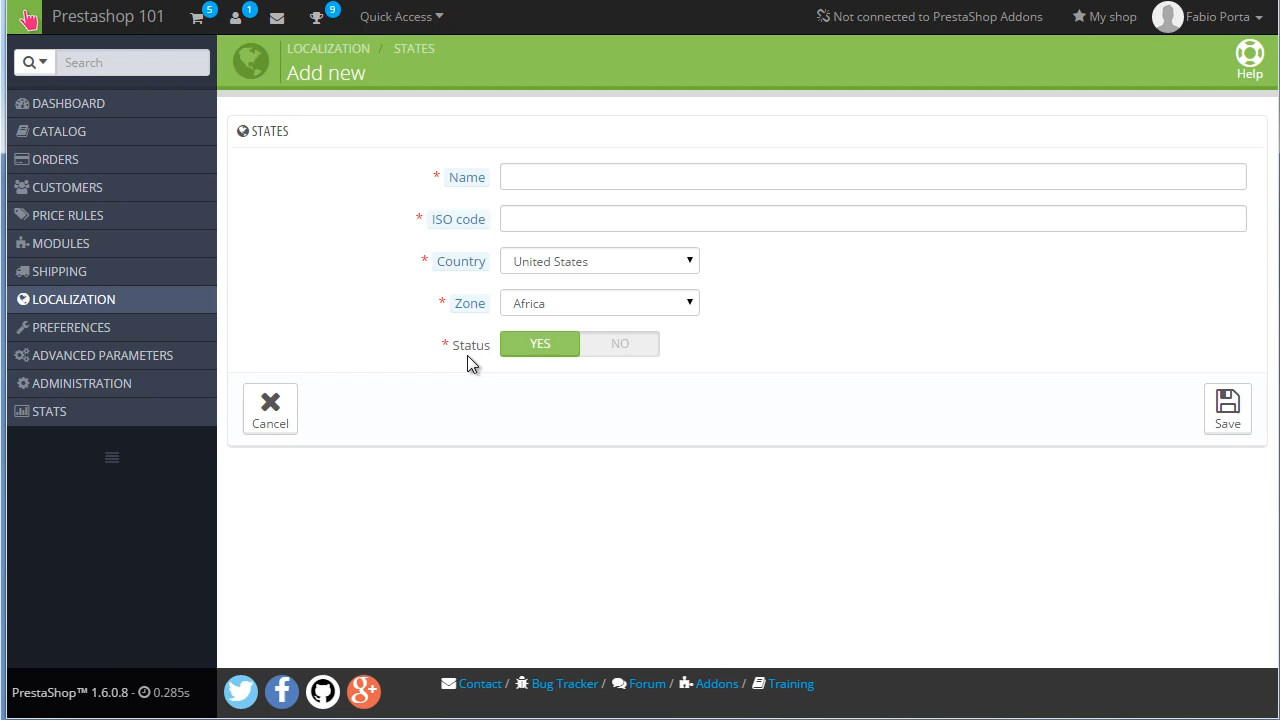 Prestashop 101 5 1 9 Quick Access Not connected to PrestaShop Addons My shop Fabio Porta
Search
LOCALIZATION / STATES
Add new
Help
DASHBOARD
CATALOG
ORDERS
CUSTOMERS
PRICE RULES
MODULES
SHIPPING
LOCALIZATION
PREFERENCES
ADVANCED PARAMETERS
ADMINISTRATION
STATS
STATES
* Name
* ISO code
* Country United States
* Zone Africa
* Status YES NO
Cancel
Save
PrestaShop™ 1.6.0.8 - 0.285s
Contact / Bug Tracker / Forum / Addons / Training